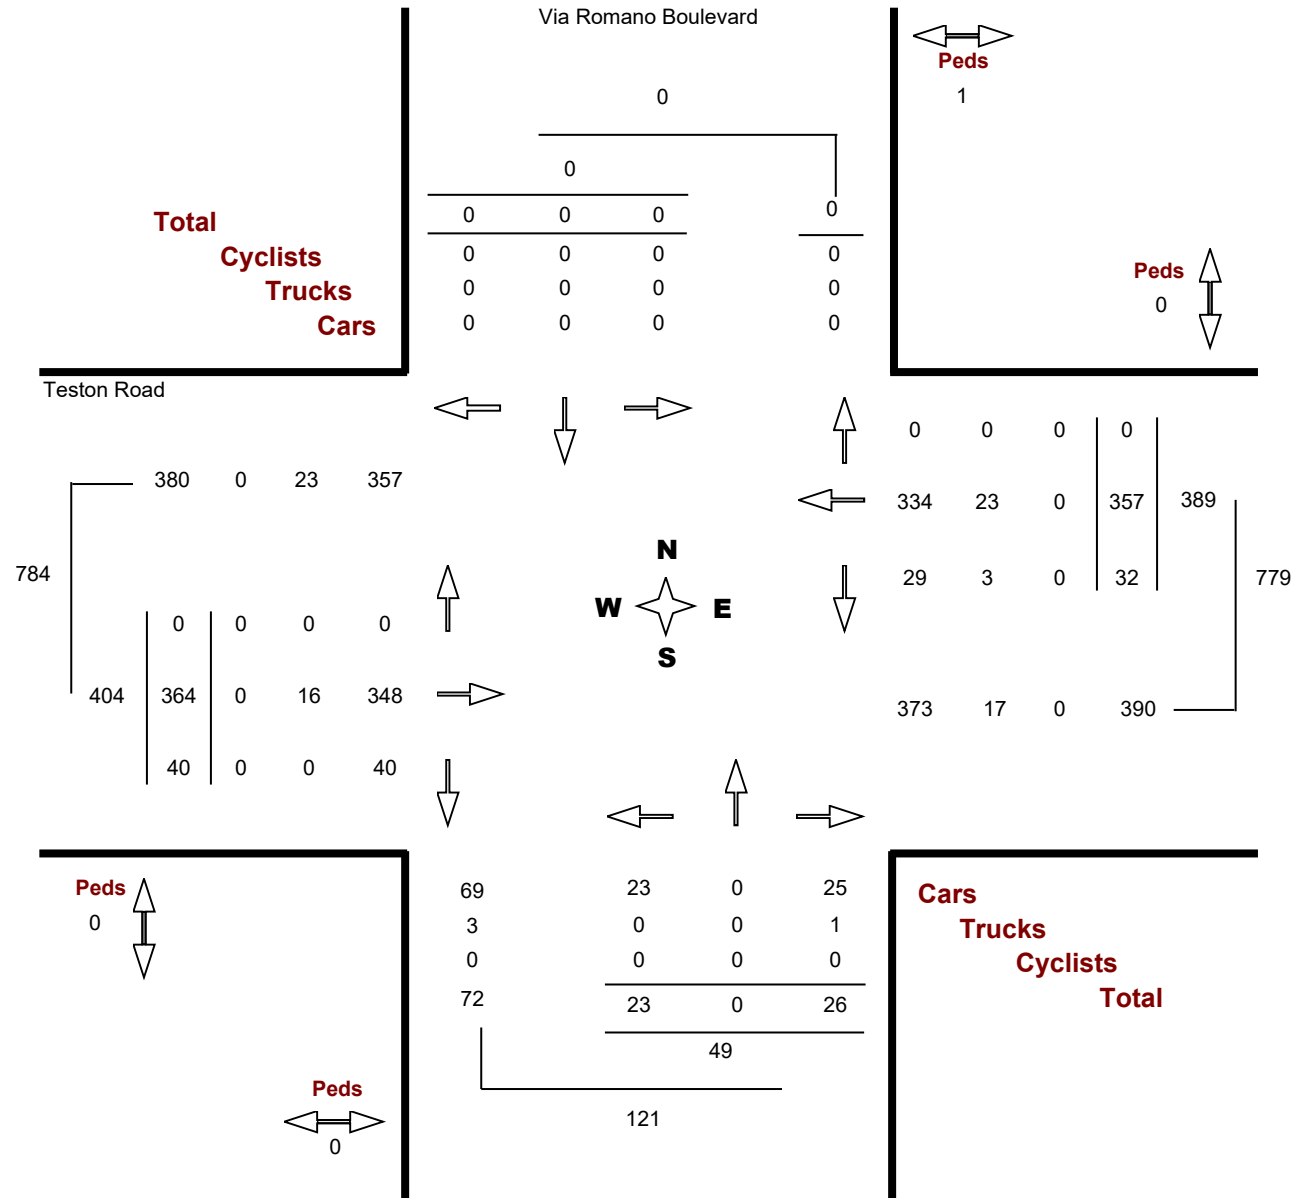 Via Romano Boulevard
Peds
1
0
0
0 0 0 0
Total
Cyclists 0 0 0 0
Trucks 0 0 0 0
Cars 0 0 0 0
Peds
0
Teston Road
0 0 0 0
380 0 23 357
334 23 0 357 389
N
784
29 3 0 32 779
W E
0 0 0 0
S
404 364 0 16 348
373 17 0 390
40 0 0 40
Peds
0
69 23 0 25
3 0 0 1
0 0 0 0
72 23 0 26
Cars
Trucks
Cyclists
Total
49
Peds
0
121